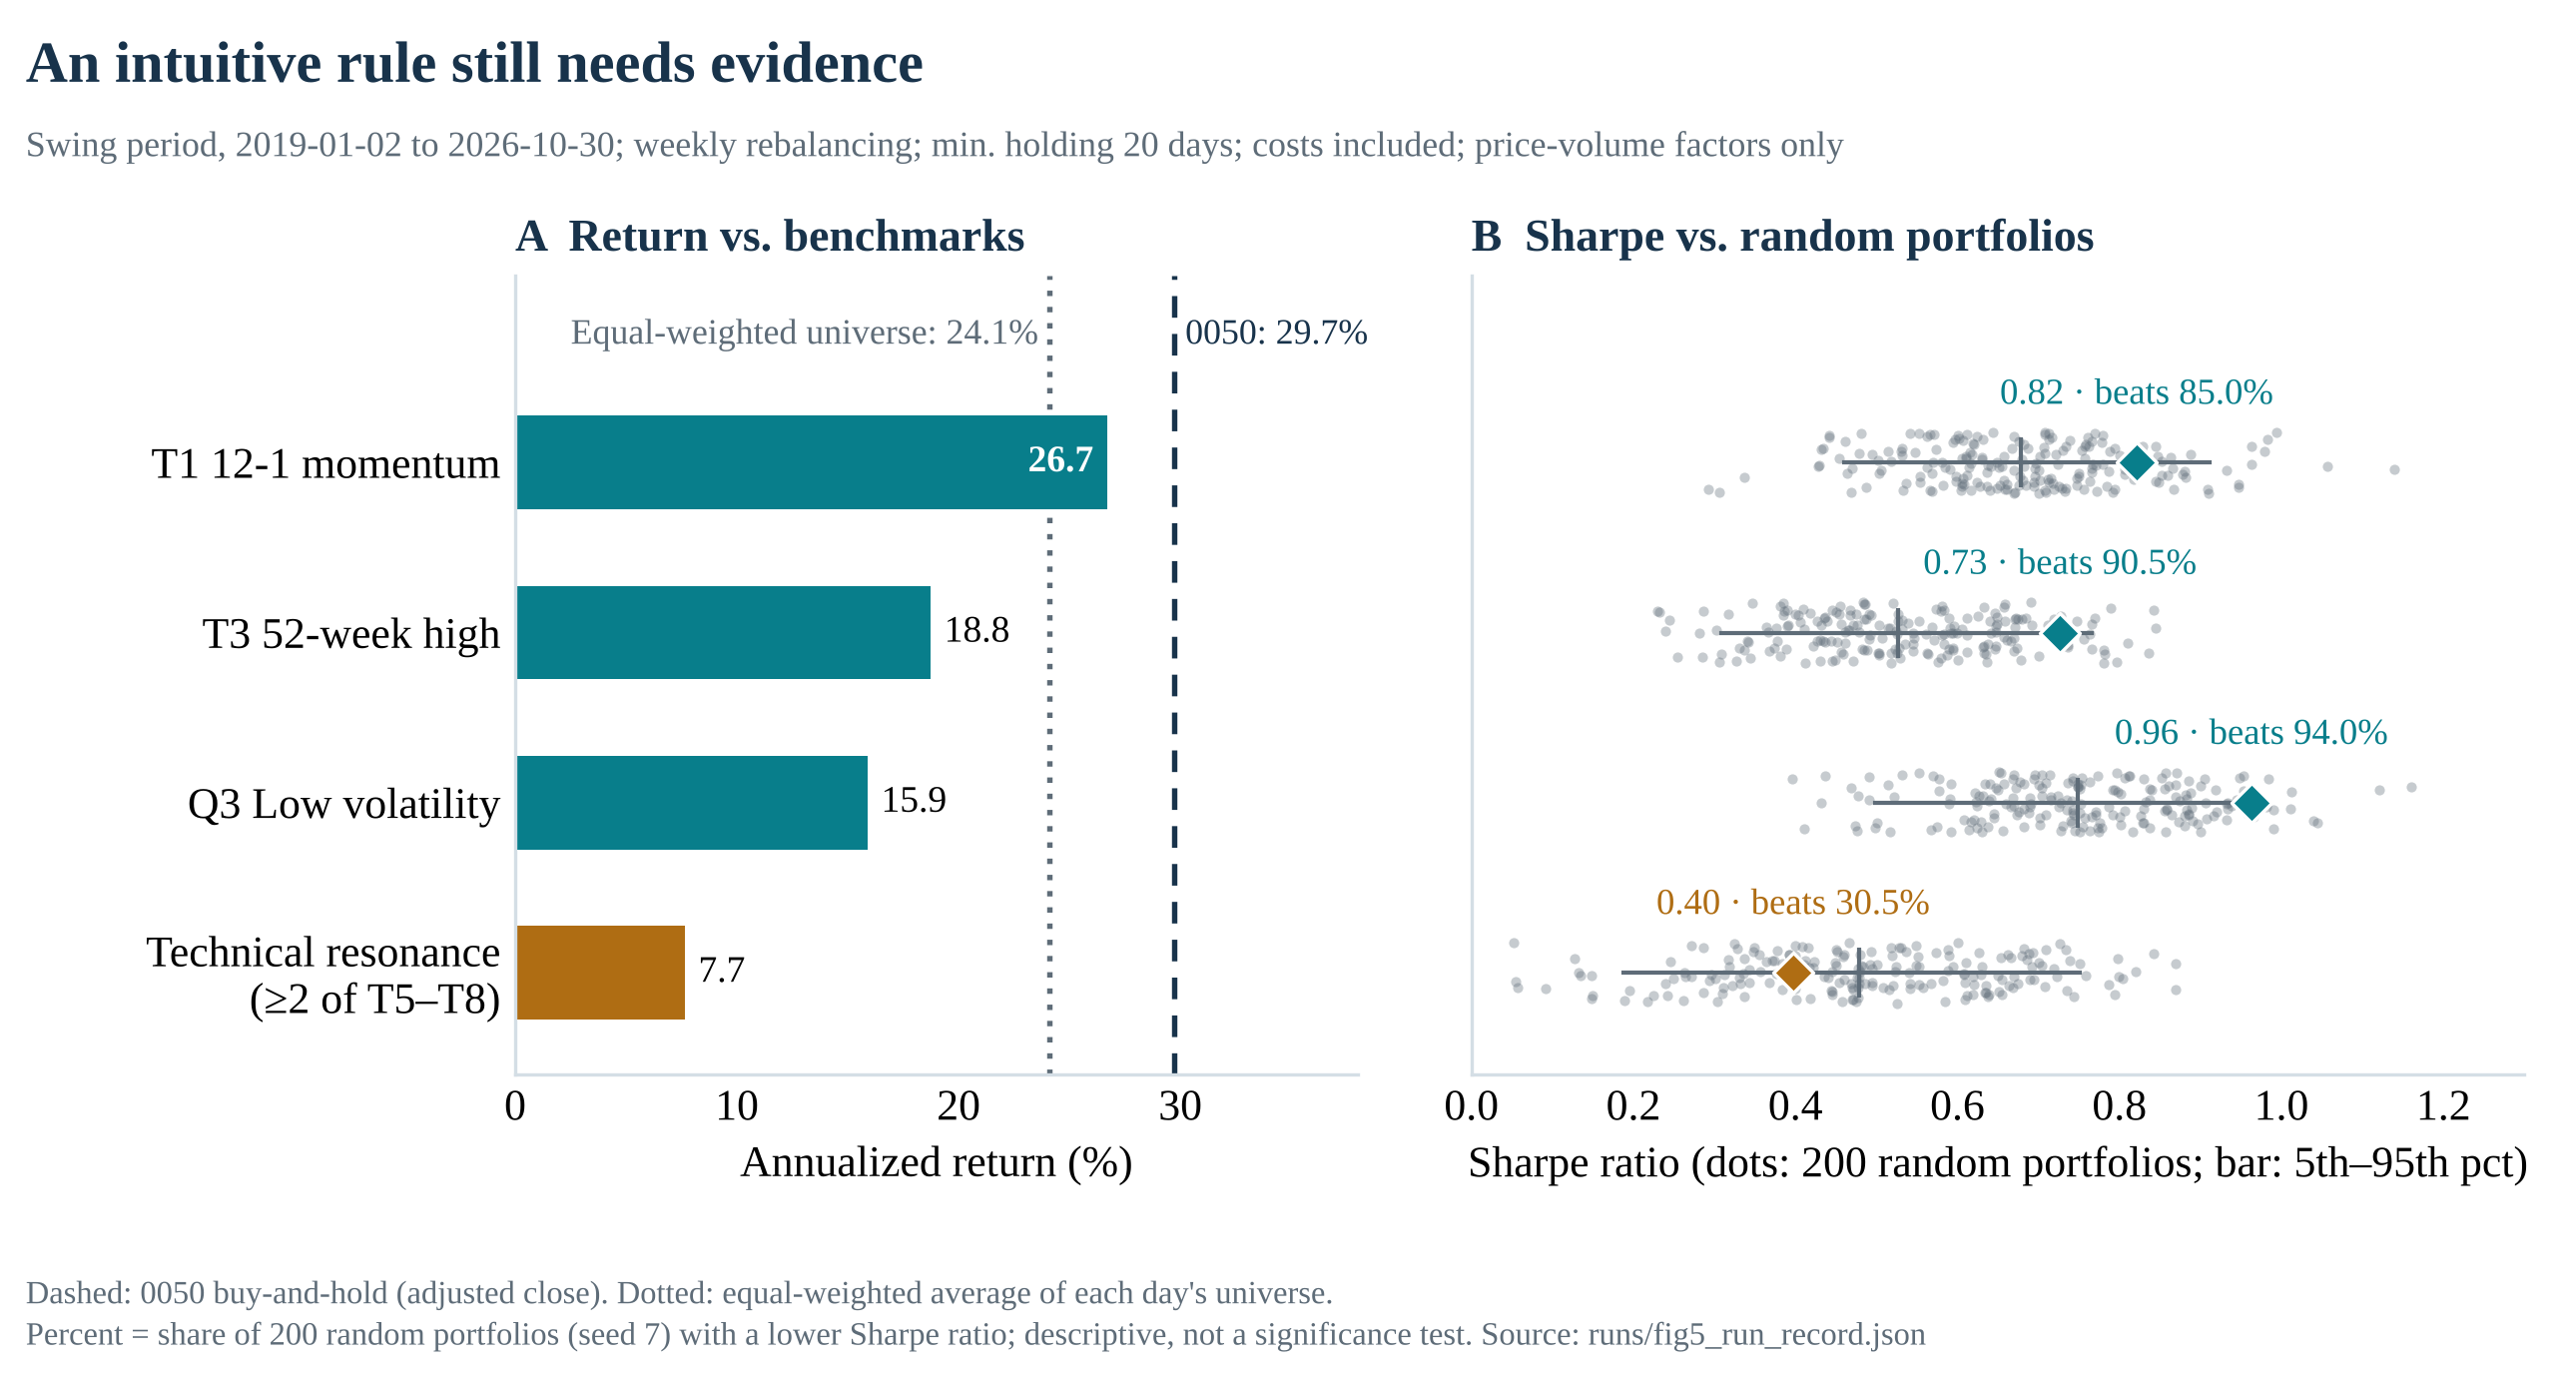 An intuitive rule still needs evidence
Swing period, 2019-01-02 to 2026-10-30; weekly rebalancing; min. holding 20 days; costs included; price-volume factors only
A Return vs. benchmarks
Equal-weighted universe: 24.1%
0050: 29.7%
T1 12-1 momentum
26.7
T3 52-week high
18.8
Q3 Low volatility
15.9
Technical resonance
(≥2 of T5–T8)
7.7
0 10 20 30
Annualized return (%)
B Sharpe vs. random portfolios
0.82 · beats 85.0%
0.73 · beats 90.5%
0.96 · beats 94.0%
0.40 · beats 30.5%
0.0 0.2 0.4 0.6 0.8 1.0 1.2
Sharpe ratio (dots: 200 random portfolios; bar: 5th–95th pct)
Dashed: 0050 buy-and-hold (adjusted close). Dotted: equal-weighted average of each day's universe.
Percent = share of 200 random portfolios (seed 7) with a lower Sharpe ratio; descriptive, not a significance test. Source: runs/fig5_run_record.json